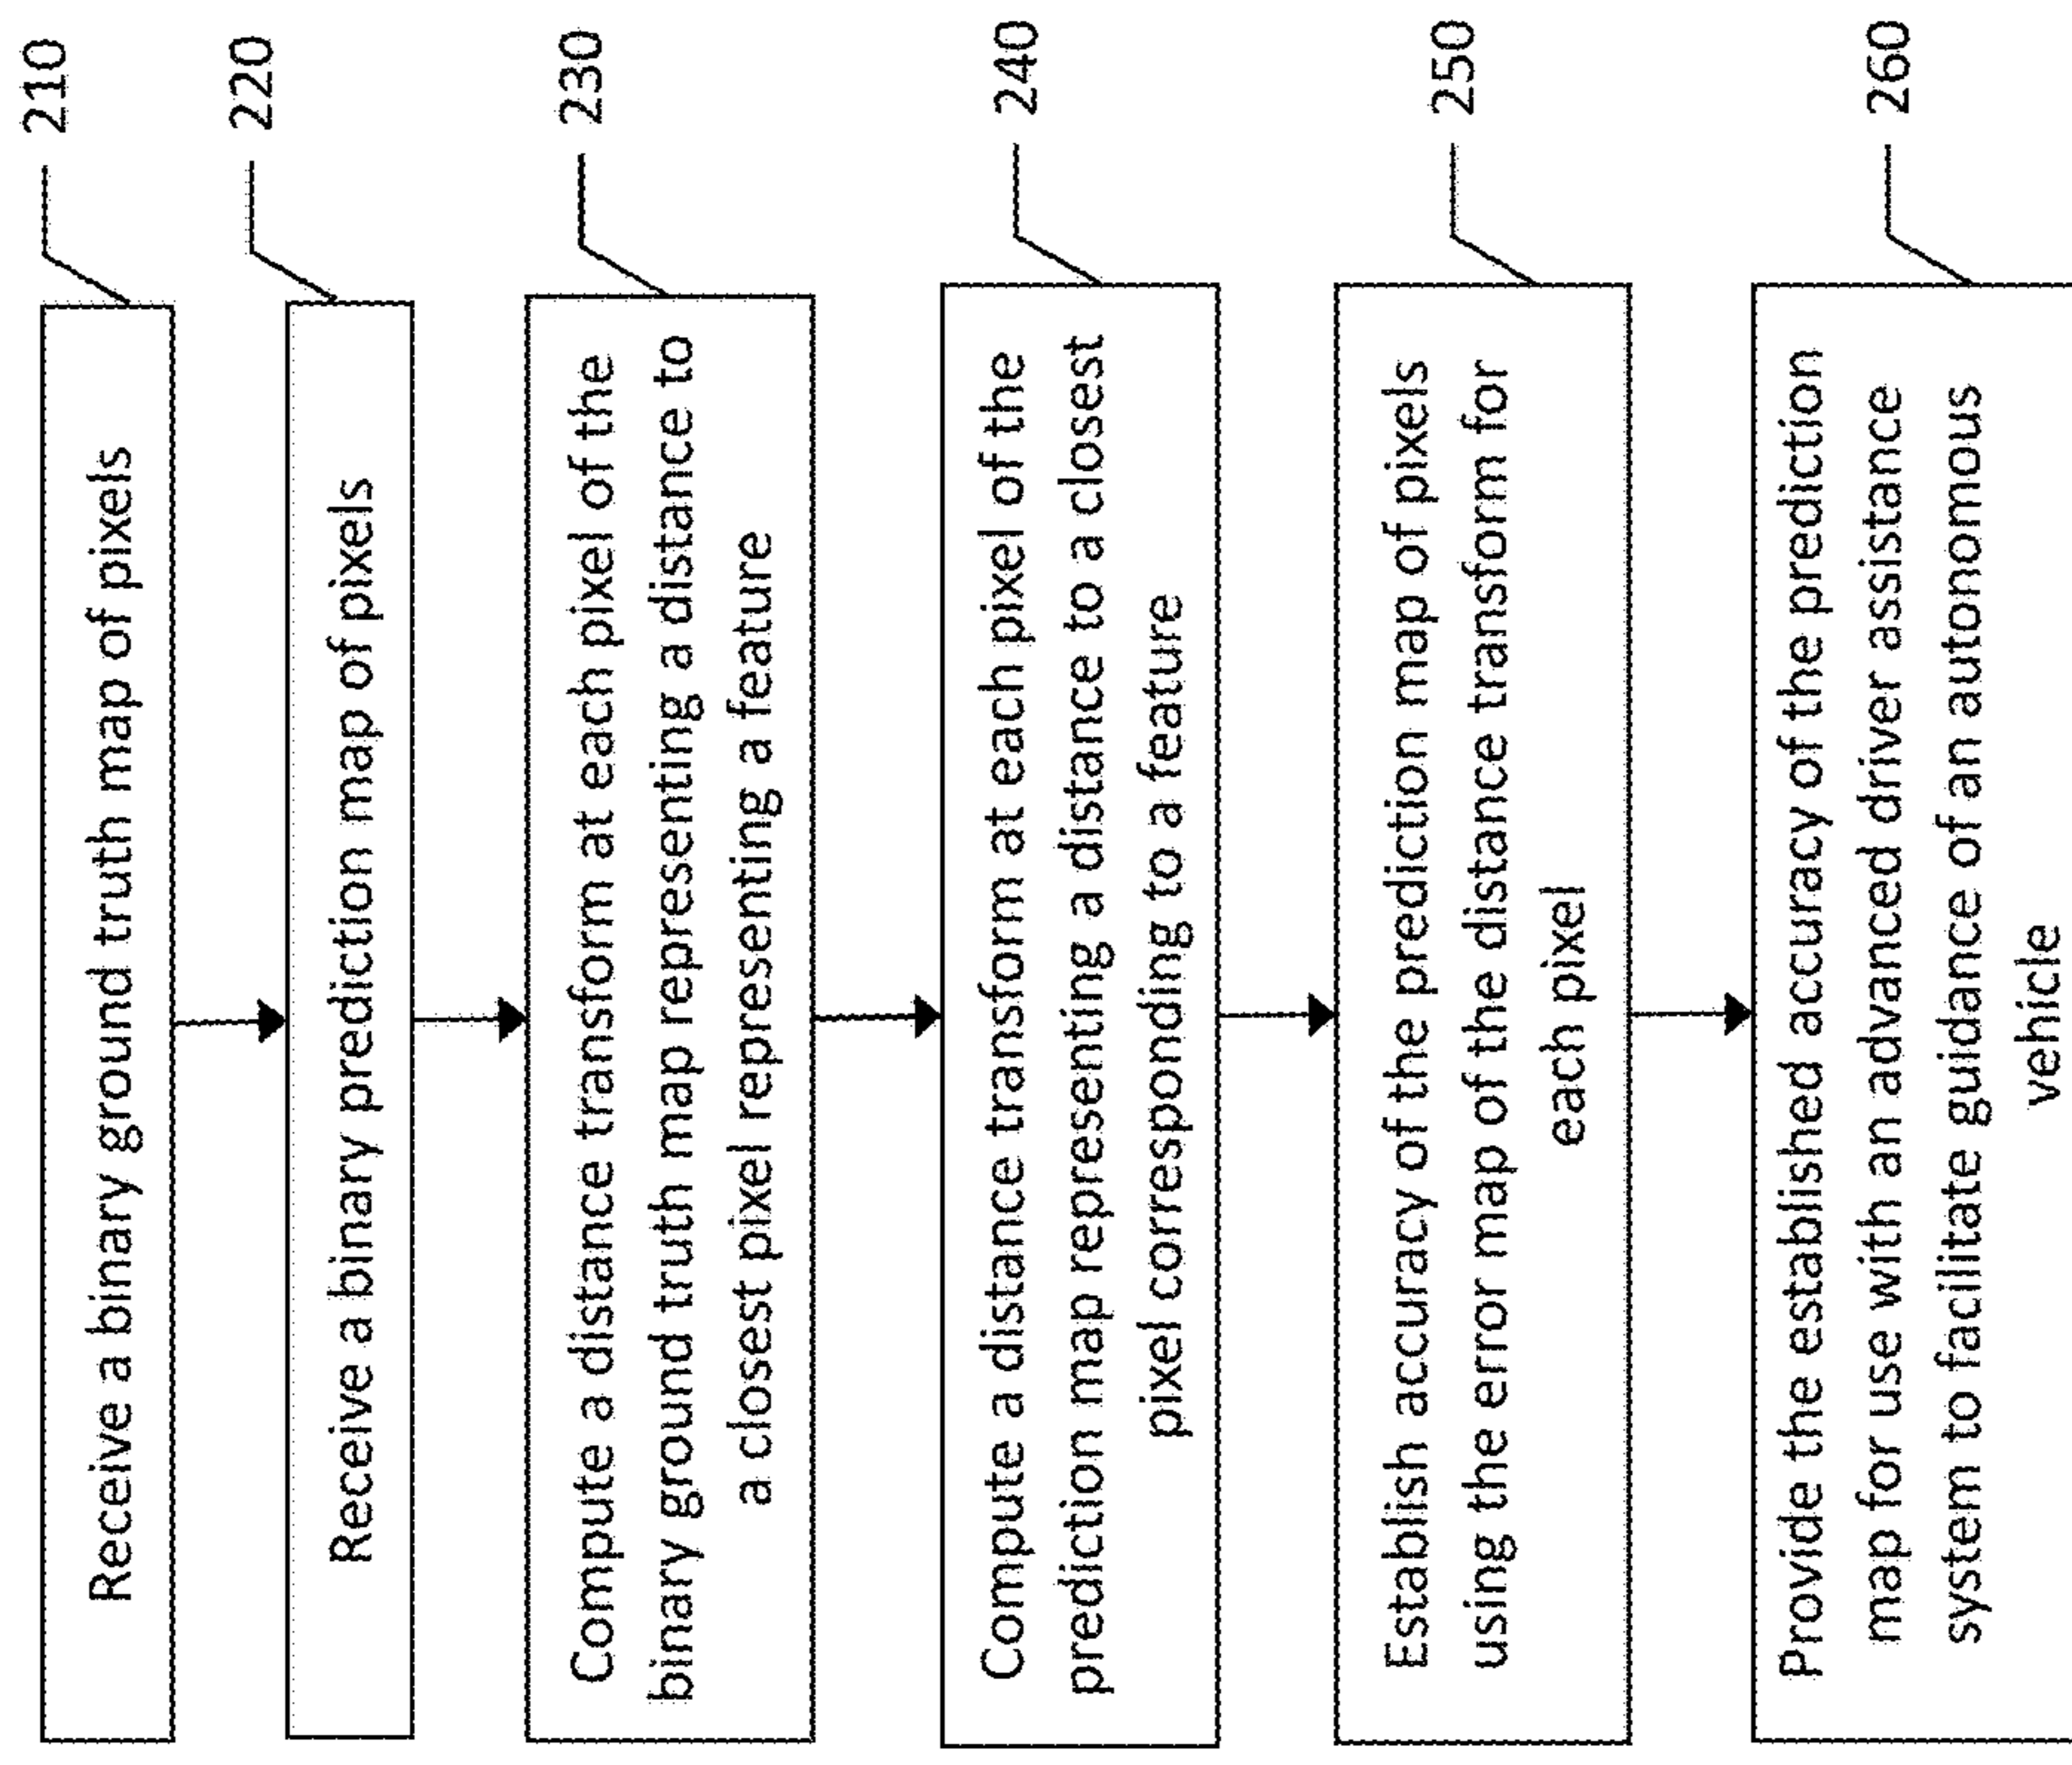 210
Receive a binary ground truth map of pixels
220
Receive a binary prediction map of pixels
230
Compute a distance transform at each pixel of the
binary ground truth map representing a distance to
a closest pixel representing a feature
240
Compute a distance transform at each pixel of the
prediction map representing a distance to a closest
pixel corresponding to a feature
250
Establish accuracy of the prediction map of pixels
using the error map of the distance transform for
each pixel
260
Provide the established accuracy of the prediction
map for use with an advanced driver assistance
system to facilitate guidance of an autonomous
vehicle